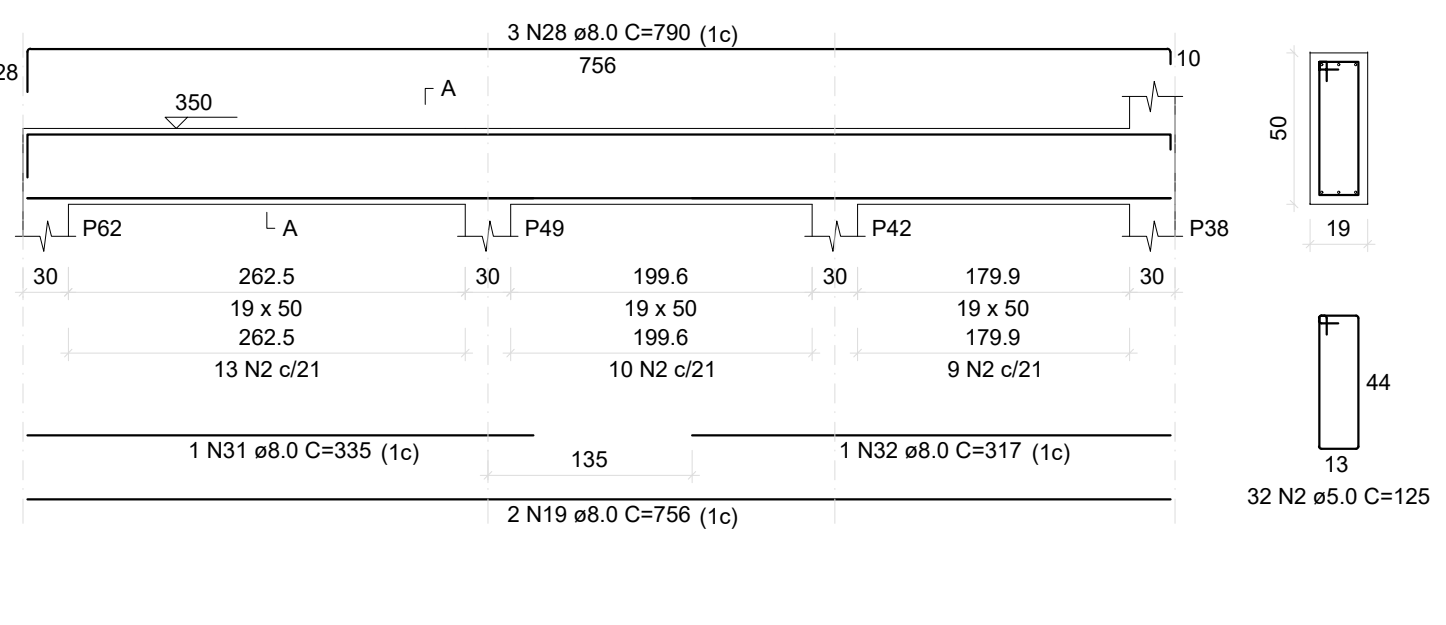 3 N28 ø8.0 C=790 (1c)
28
756
10
A
350
50
P62
A
P49
P42
P38
19
30
262.5
30
199.6
30
179.9
30
19 x 50
19 x 50
19 x 50
262.5
199.6
179.9
13 N2 c/21
10 N2 c/21
9 N2 c/21
44
1 N31 ø8.0 C=335 (1c)
135
1 N32 ø8.0 C=317 (1c)
13
32 N2 ø5.0 C=125
2 N19 ø8.0 C=756 (1c)